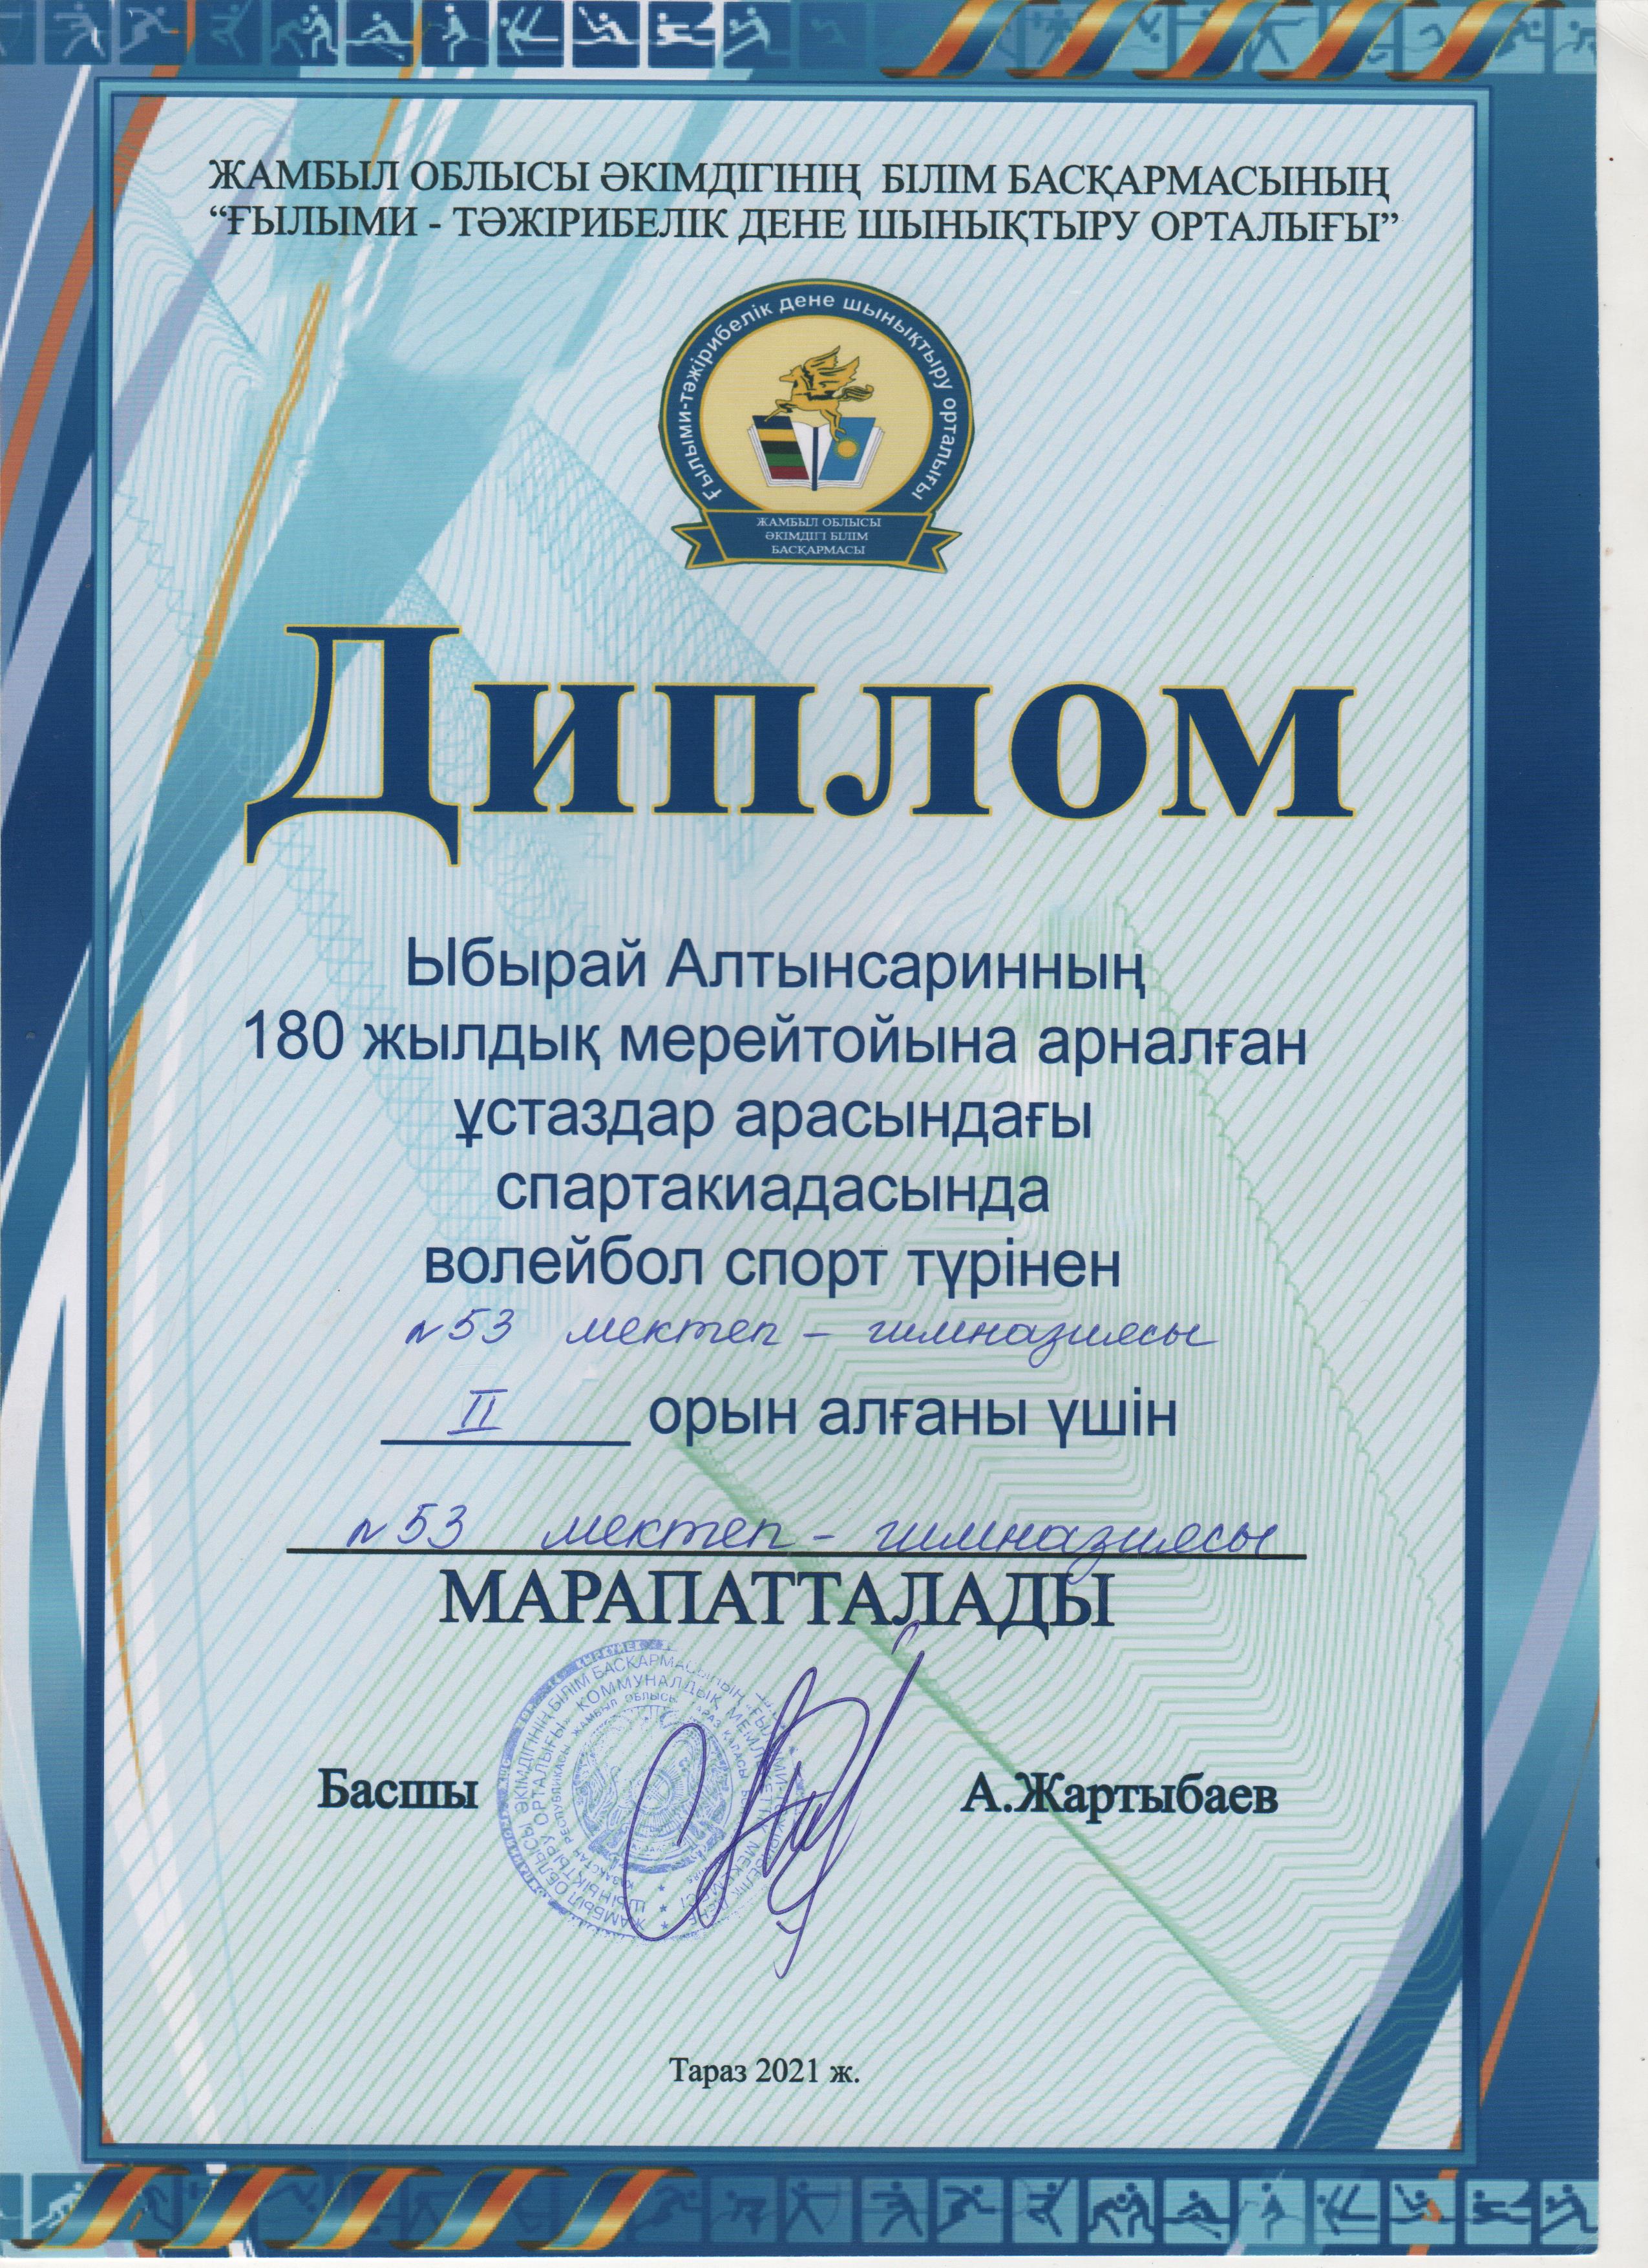 ЖАМБЫЛ ОБЛЫСЫ ӘКІМДІГІНІҢ БІЛІМ БАСҚАРМАСЫНЫҢ
“ҒЫЛЫМИ - ТӘЖІРИБЕЛІК ДЕНЕ ШЫНЫҚТЫРУ ОРТАЛЫҒЫ”
Ғылыми-тәжірибелік дене шынықтыру орталығы
ЖАМБЫЛ ОБЛЫСЫ
ӘКІМДІГІ БІЛІМ
БАСҚАРМАСЫ
Диплом
Ыбырай Алтынсариннның
180 жылдық мерейтойына арналған
ұстаздар арасындағы
спартакиадасында
волейбол спорт түрінен
№53 мектеп - гимназиясы
II орын алғаны үшін
№53 мектеп - гимназиясы
МАРАПАТТАЛАДЫ
Басшы А.Жартыбаев
Тараз 2021 ж.